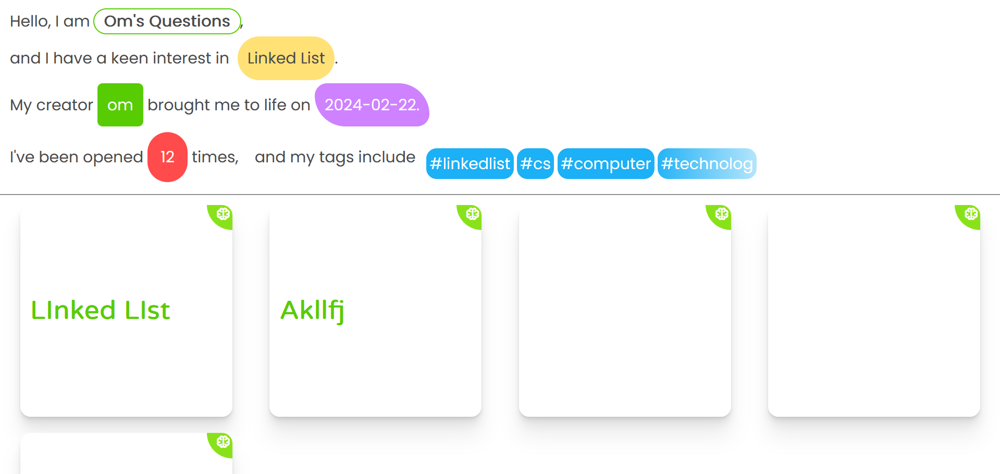 Hello, I am Om's Questions,
and I have a keen interest in Linked List.
My creator om brought me to life on 2024-02-22.
I've been opened 12 times, and my tags include #linkedlist #cs #computer #technolog
LInked LIst
Akllfj